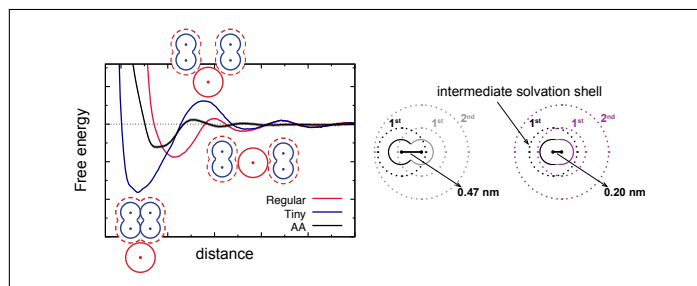 Free energy
distance
Regular
Tiny
AA
intermediate solvation shell
1st
1st
2nd
0.47 nm
1st
1st
2nd
0.20 nm